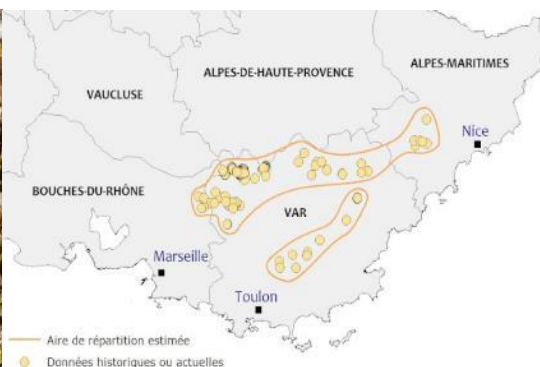 ALPES-DE-HAUTE-PROVENCE
ALPES-MARITIMES
VAUCLUSE
Nice
BOUCHES-DU-RHÔNE
VAR
Marseille
Toulon
Aire de répartition estimée
Données historiques ou actuelles